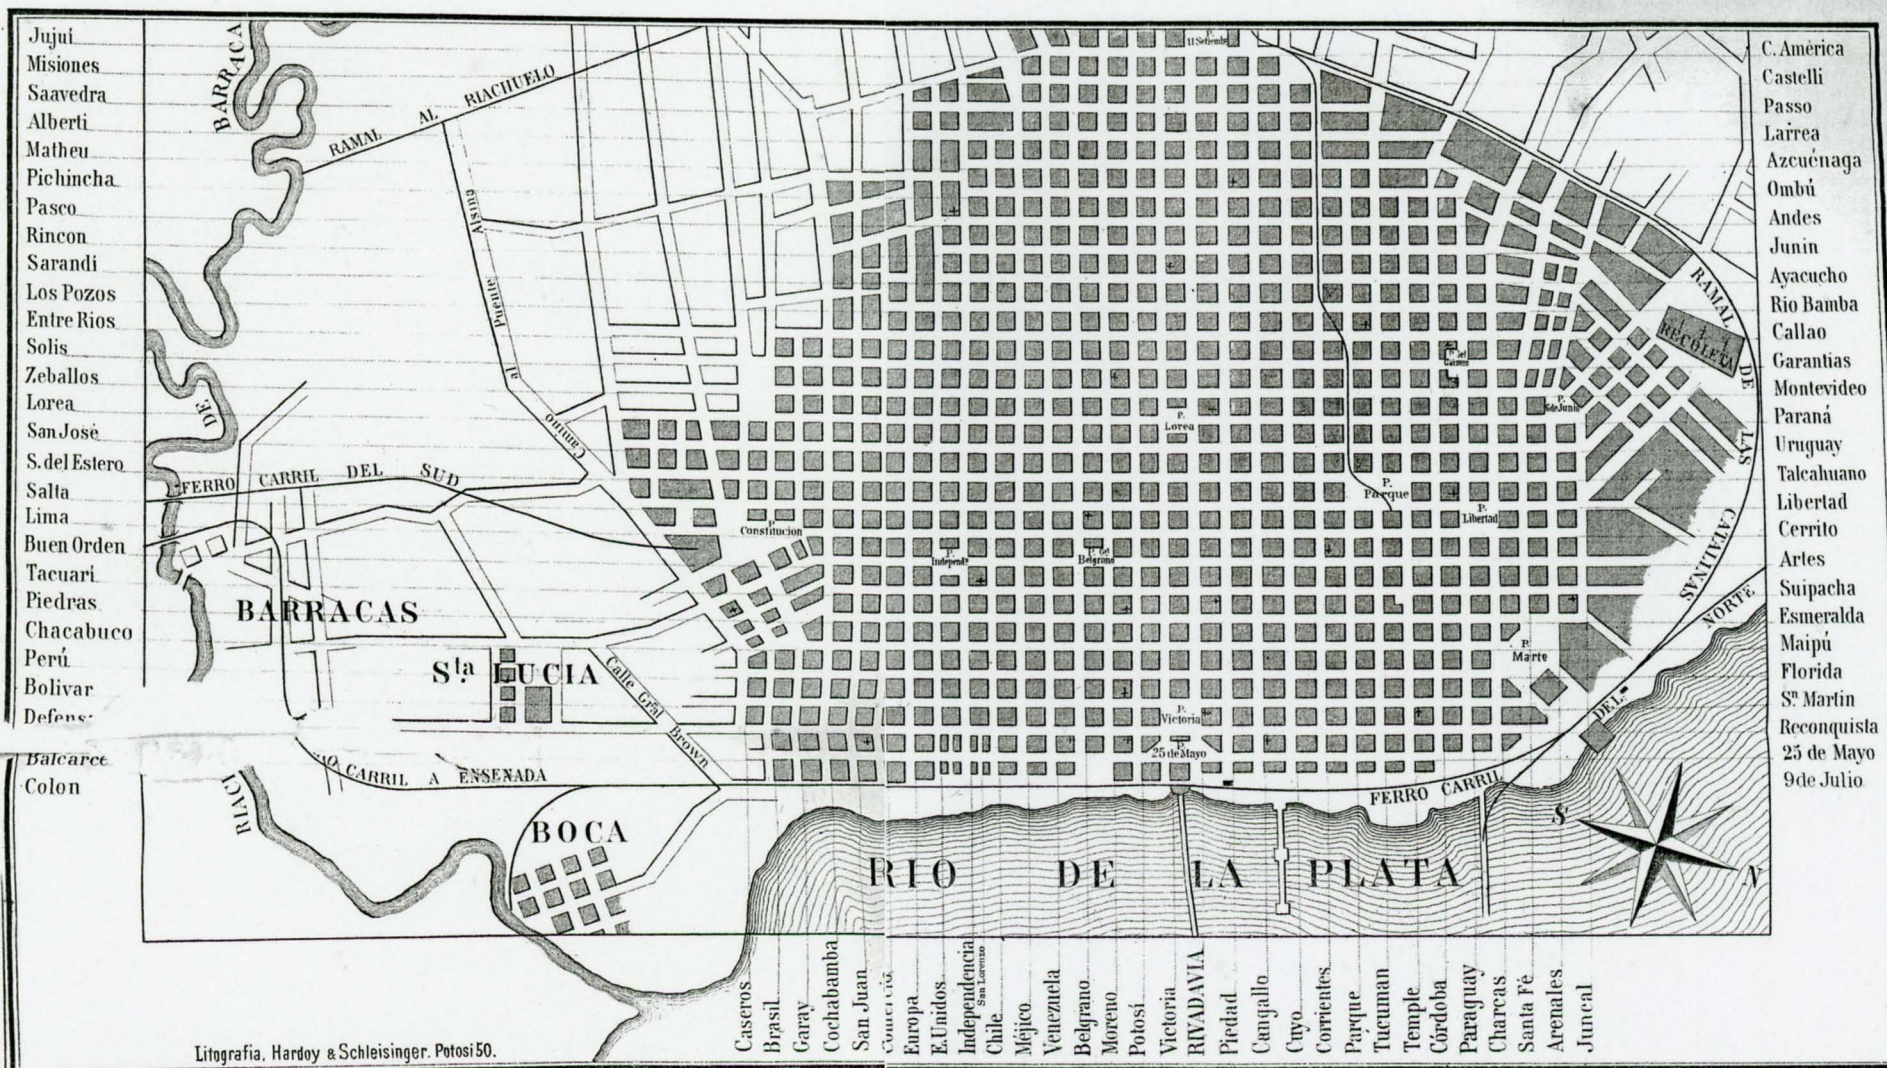 Jujui
Misiones
Saavedra
Alberti
Matheu
Pichincha
Pasco
Rincon
Sarandi
Los Pozos
Entre Rios
Solis
Zeballos
Lorea
San José
S. del Estero
Salta
Lima
Buen Orden
Tacuari
Piedras
Chacabuco
Perú
Bolivar
Balcarce
Colon
C. América
Castelli
Passo
Larrea
Azcuénaga
Ombú
Andes
Junin
Ayacucho
Rio Bamba
Callao
Garantias
Montevideo
Paraná
Uruguay
Talcahuano
Libertad
Cerrito
Artes
Suipacha
Esmeralda
Maipú
Florida
Sn. Martin
Reconquista
25 de Mayo
9 de Julio
BARRACA
RAMAL AL RIACHUELO
Camino al Puente Alsina
DE
FERRO CARRIL DEL SUD
BARRACAS
Sta. LUCIA
Calle Gral Brown
CARRIL A ENSENADA
BOCA
11 Setiembre
P. Lorea
P. Parque
P. Libertad
P. Constitucion
P. Independa
P. Gl Belgrano
P. del Carmen
P. 6 de Junio
P. Marte
P. Victoria
P. 25 de Mayo
RECOLETA
RAMAL DE LAS CATALINAS
FERRO CARRIL DEL NORTE
RIO DE LA PLATA
S
N
Caseros
Brasil
Garay
Cochabamba
San Juan
Europa
E. Unidos
Independencia
San Lorenzo
Chile
Méjico
Venezuela
Belgrano
Moreno
Potosí
Victoria
RIVADAVIA
Piedad
Cangallo
Cuyo
Corrientes
Parque
Tucuman
Temple
Córdoba
Paraguay
Charcas
Santa Fé
Arenales
Juncal
Litografia, Hardoy & Schleisinger. Potosi 50.